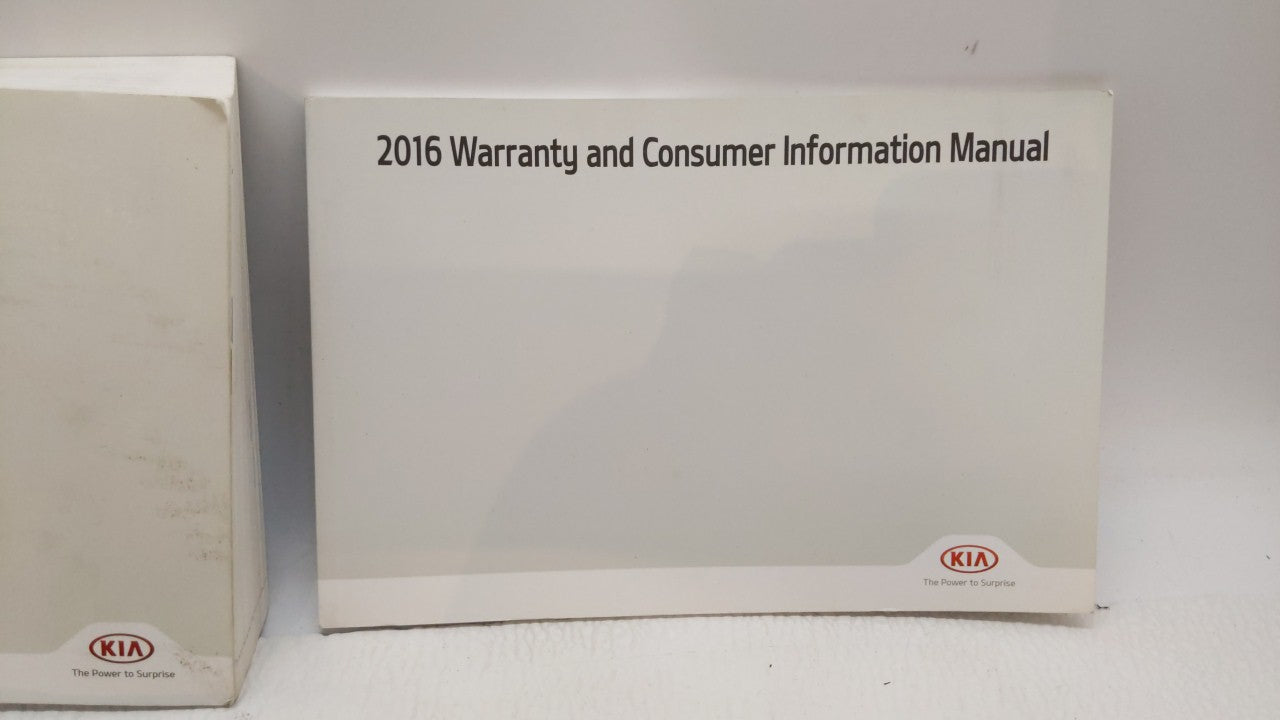 2016 Warranty and Consumer Information Manual
KIA
The Power to Surprise
KIA
The Power to Surprise